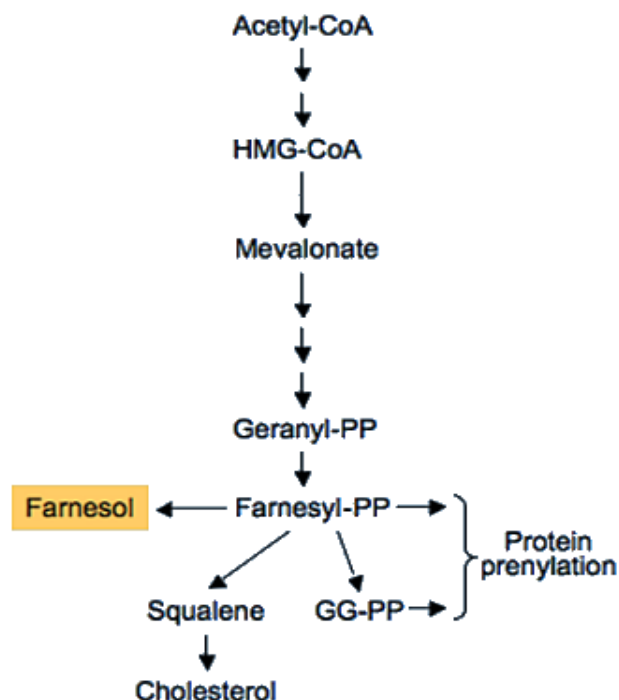 Acetyl-CoA
HMG-CoA
Mevalonate
Geranyl-PP
Farnesol
Farnesyl-PP
Protein
prenylation
Squalene
GG-PP
Cholesterol